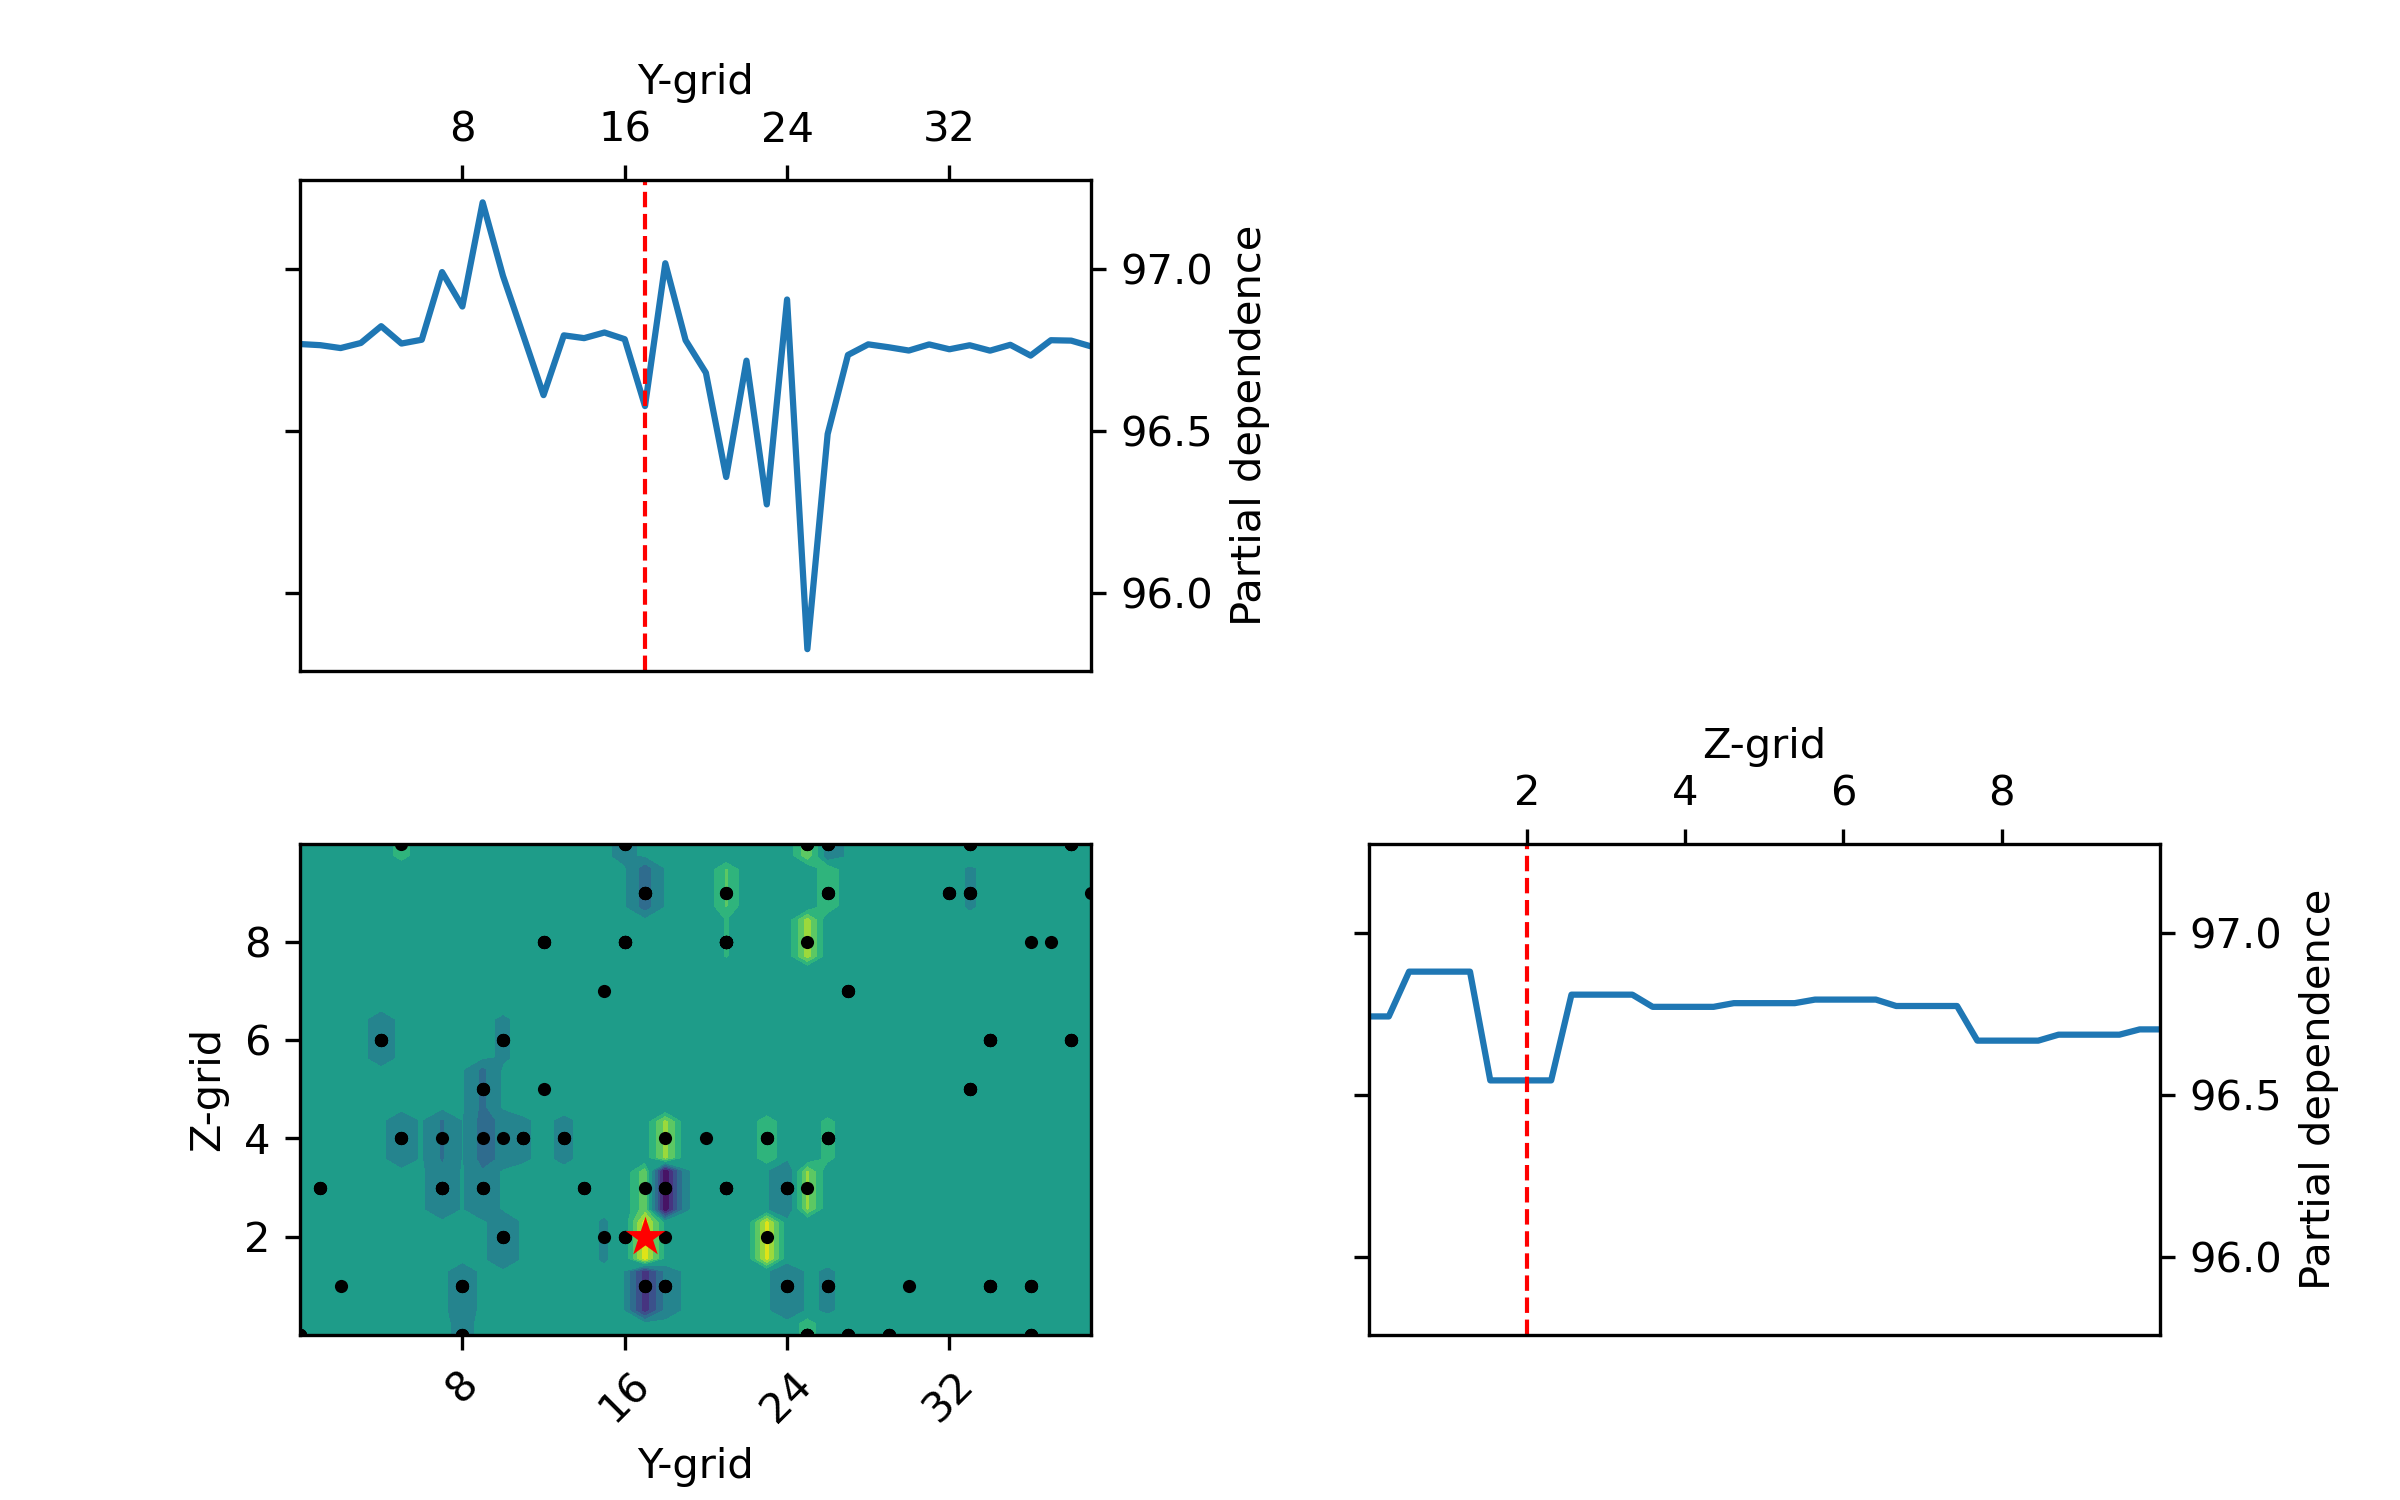 Y-grid
8 16 24 32
97.0
96.5
96.0
Partial dependence
Z-grid
2 4 6 8
8
6
4
2
Z-grid
8 16 24 32
Y-grid
97.0
96.5
96.0
Partial dependence